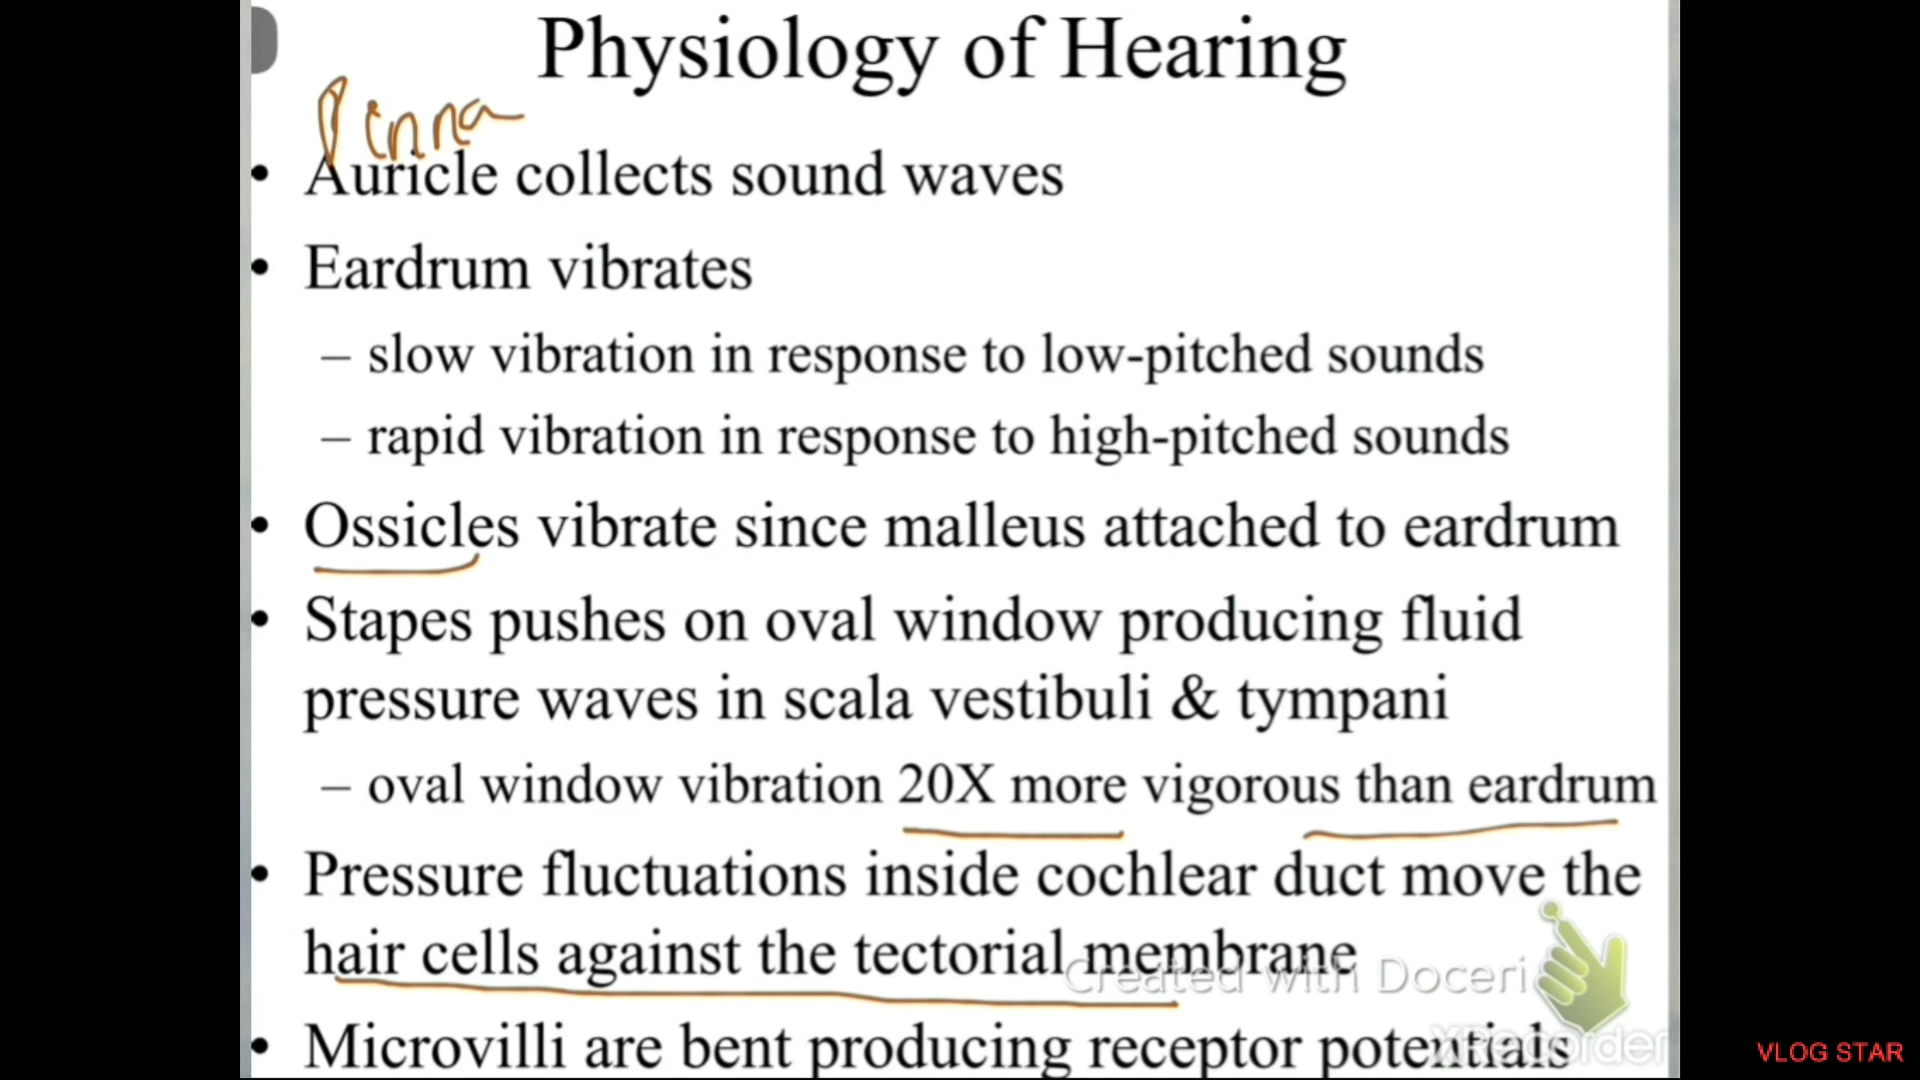 Physiology of Hearing
Pinna
• Auricle collects sound waves
• Eardrum vibrates
– slow vibration in response to low-pitched sounds
– rapid vibration in response to high-pitched sounds
• Ossicles vibrate since malleus attached to eardrum
• Stapes pushes on oval window producing fluid
pressure waves in scala vestibuli & tympani
– oval window vibration 20X more vigorous than eardrum
• Pressure fluctuations inside cochlear duct move the
hair cells against the tectorial membrane
Created with Doceri
• Microvilli are bent producing receptor potentials
XRecorder
VLOG STAR